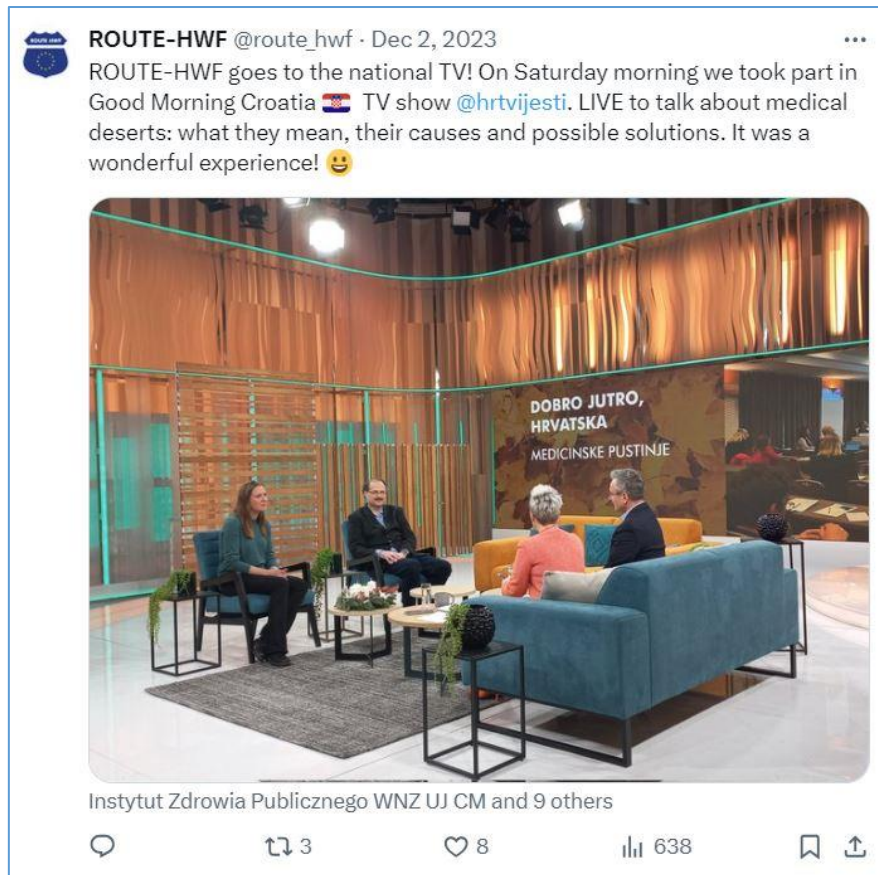 ROUTE-HWF @route_hwf · Dec 2, 2023
ROUTE-HWF goes to the national TV! On Saturday morning we took part in
Good Morning Croatia 🇭🇷 TV show @hrtvijesti. LIVE to talk about medical
deserts: what they mean, their causes and possible solutions. It was a
wonderful experience! 😀
ROUTE HWF
DOBRO JUTRO,
HRVATSKA
MEDICINSKE PUSTINJE
Instytut Zdrowia Publicznego WNZ UJ CM and 9 others
3 8 638